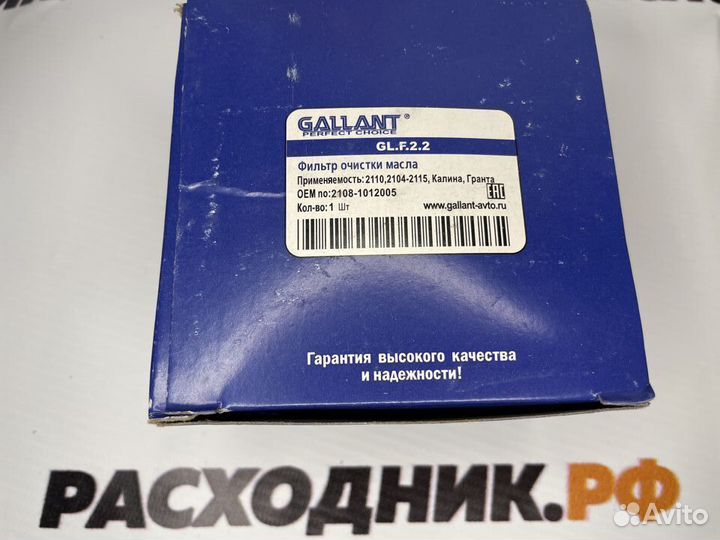 GALLANT®
PERFECT CHOICE
GL.F.2.2
Фильтр очистки масла
Применяемость: 2110,2104-2115, Калина, Гранта
OEM no:2108-1012005
EAC
Кол-во: 1 Шт
www.gallant-avto.ru
Гарантия высокого качества
и надежности!
РАСХОДНИК.РФ
Avito